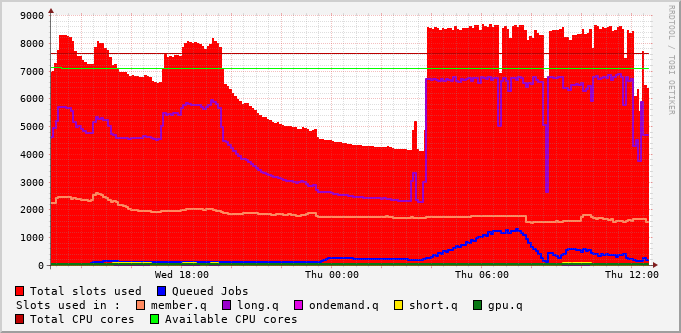 RRDTOOL / TOBI OETIKER
9000
8000
7000
6000
5000
4000
3000
2000
1000
0
Wed 18:00 Thu 00:00 Thu 06:00 Thu 12:00
Total slots used Queued Jobs
Slots used in : member.q long.q ondemand.q short.q gpu.q
Total CPU cores Available CPU cores